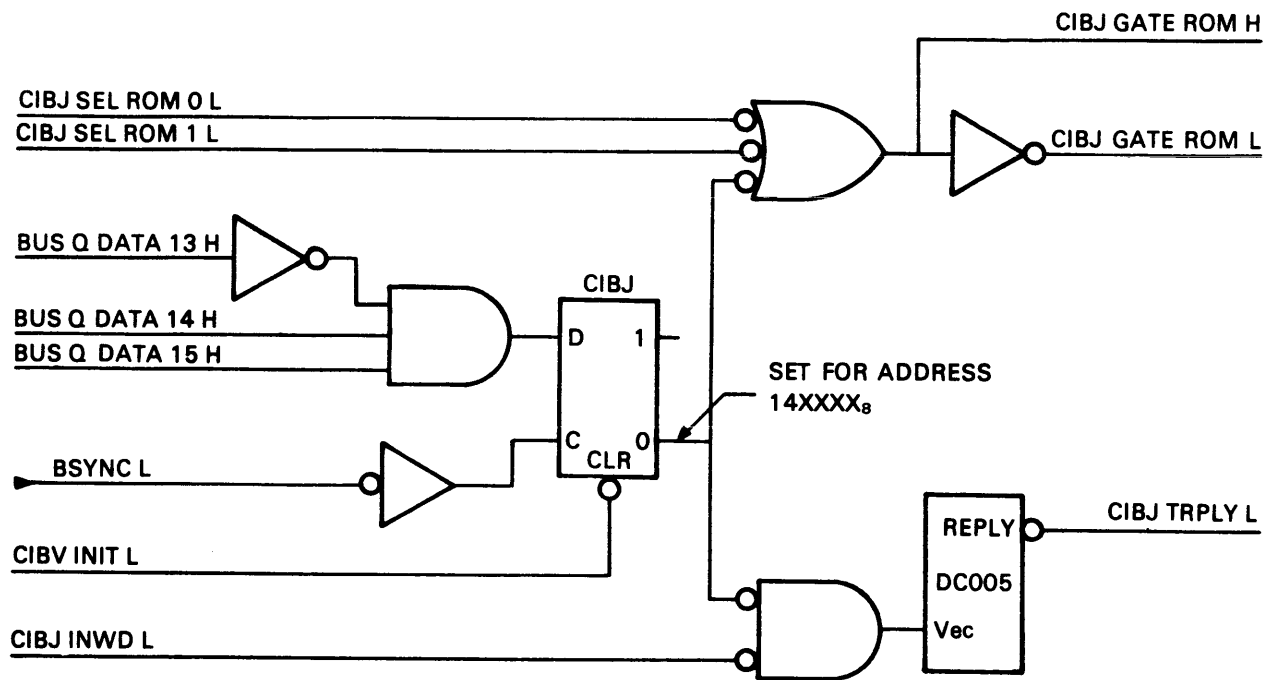 CIBJ GATE ROM H
CIBJ SEL ROM 0 L
CIBJ SEL ROM 1 L
CIBJ GATE ROM L
BUS Q DATA 13 H
CIBJ
BUS Q DATA 14 H
D 1
BUS Q DATA 15 H
SET FOR ADDRESS
14XXXX₈
C 0
CLR
BSYNC L
REPLY
CIBJ TRPLY L
CIBV INIT L
DC005
Vec
CIBJ INWD L